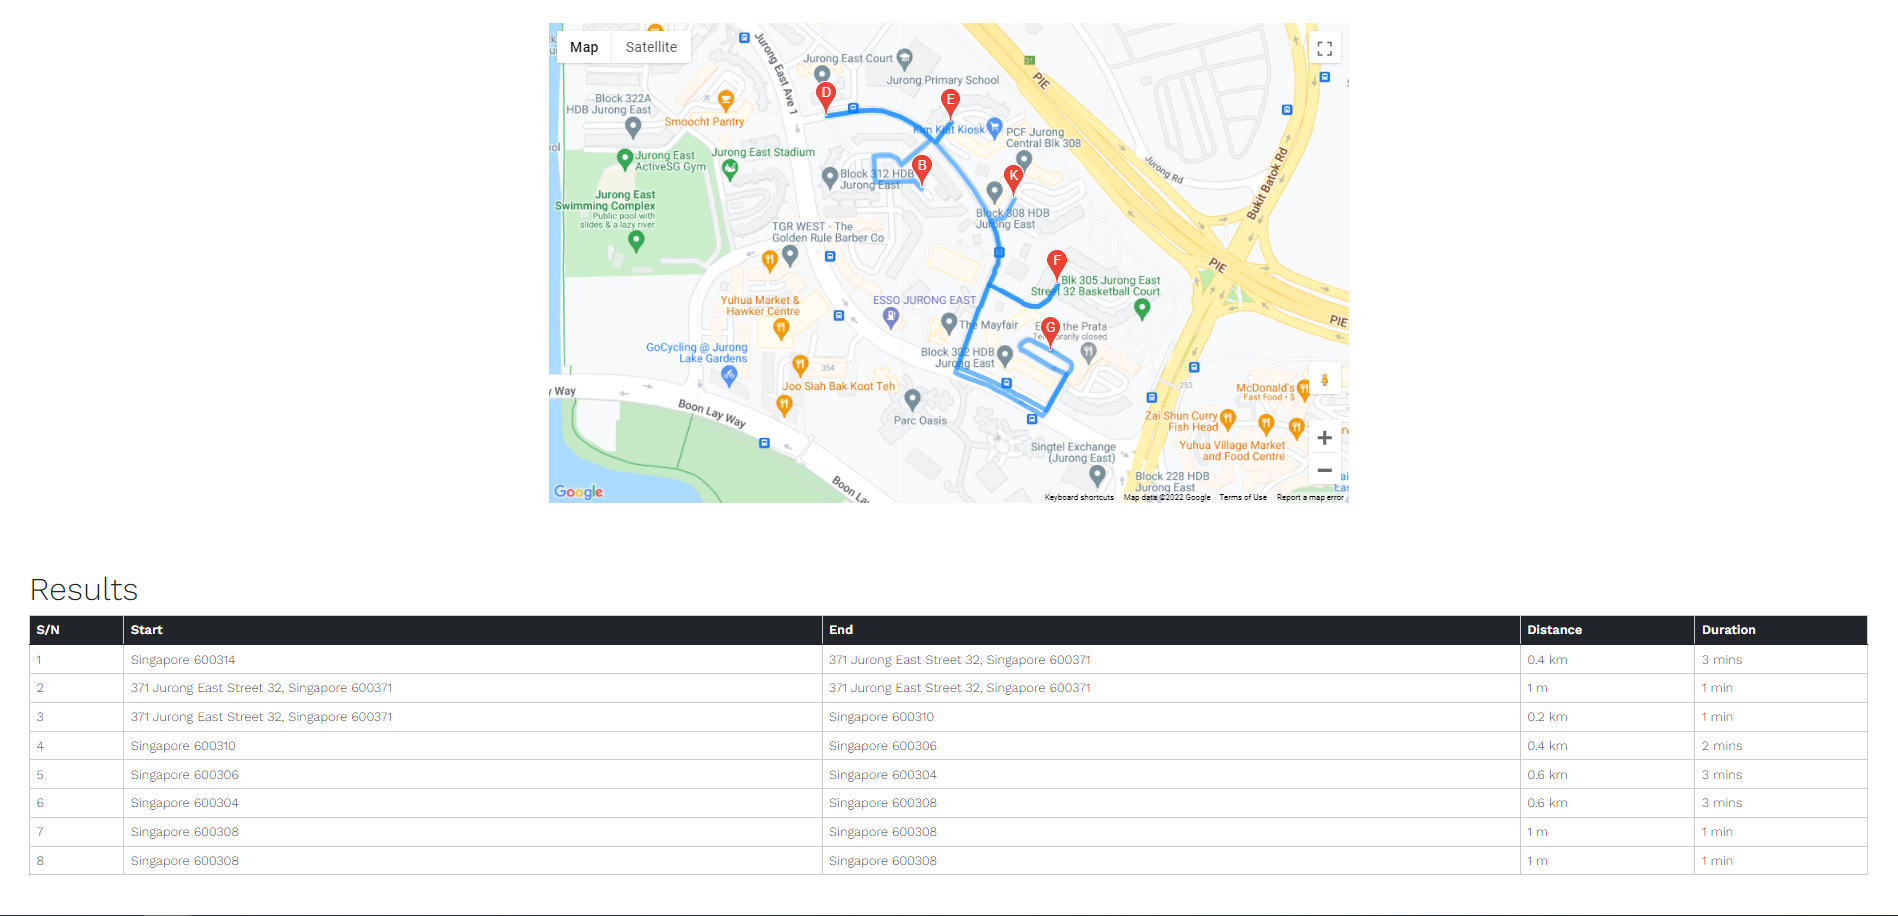 Map
Satellite
Jurong East Ave 1
Jurong East Court
Jurong Primary School
PIE
D
E
Block 322A
HDB Jurong East
Smoocht Pantry
Kim Kiat Kiosk
PCF Jurong
Central Blk 308
Jurong East
ActiveSG Gym
Jurong East Stadium
B
K
Block 312 HDB
Jurong East
Jurong Rd
Bukit Batok Rd
Jurong East
Swimming Complex
Public pool with
slides & a lazy river
Block 308 HDB
Jurong East
TGR WEST - The
Golden Rule Barber Co
F
PIE
Blk 305 Jurong East
Street 32 Basketball Court
Yuhua Market &
Hawker Centre
ESSO JURONG EAST
The Mayfair
G
the Prata
Temporarily closed
PIE
GoCycling @ Jurong
Lake Gardens
Block 302 HDB
Jurong East
354
Joo Siah Bak Koot Teh
253
McDonald's
Fast Food • $
Way
Boon Lay Way
Parc Oasis
Zai Shun Curry
Fish Head
Yuhua Village Market
and Food Centre
Singtel Exchange
(Jurong East)
Boon La
Block 228 HDB
Jurong East
Google
Keyboard shortcuts
Map data ©2022 Google
Terms of Use
Report a map error
Results
S/N Start End Distance Duration
1 Singapore 600314 371 Jurong East Street 32, Singapore 600371 0.4 km 3 mins
2 371 Jurong East Street 32, Singapore 600371 371 Jurong East Street 32, Singapore 600371 1 m 1 min
3 371 Jurong East Street 32, Singapore 600371 Singapore 600310 0.2 km 1 min
4 Singapore 600310 Singapore 600306 0.4 km 2 mins
5 Singapore 600306 Singapore 600304 0.6 km 3 mins
6 Singapore 600304 Singapore 600308 0.6 km 3 mins
7 Singapore 600308 Singapore 600308 1 m 1 min
8 Singapore 600308 Singapore 600308 1 m 1 min